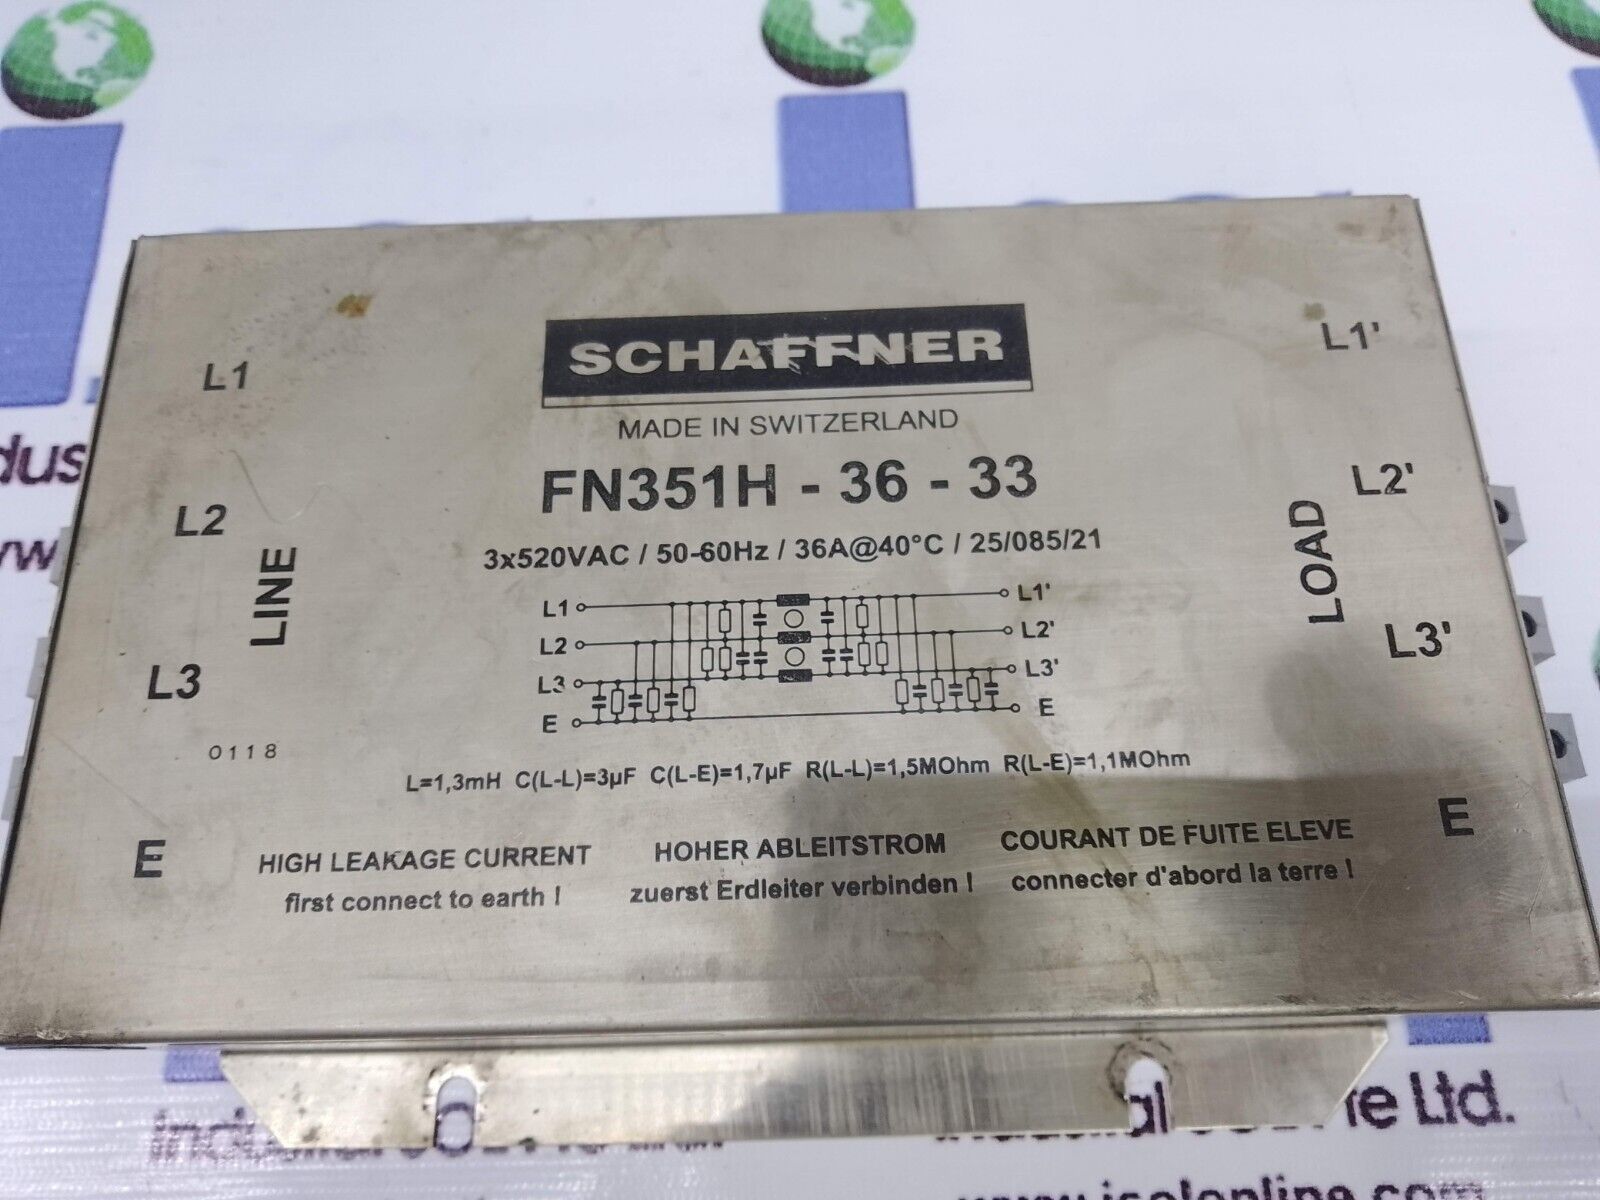 SCHAFFNER
MADE IN SWITZERLAND
FN351H - 36 - 33
3x520VAC / 50-60Hz / 36A@40°C / 25/085/21
L1
L2
L3
E
LINE
0118
L1'
L2'
L3'
E
LOAD
L1
L2
L3
E
L1'
L2'
L3'
E
L=1,3mH C(L-L)=3µF C(L-E)=1,7µF R(L-L)=1,5MOhm R(L-E)=1,1MOhm
HIGH LEAKAGE CURRENT
first connect to earth !
HOHER ABLEITSTROM
zuerst Erdleiter verbinden !
COURANT DE FUITE ELEVE
connecter d'abord la terre !
Ltd.